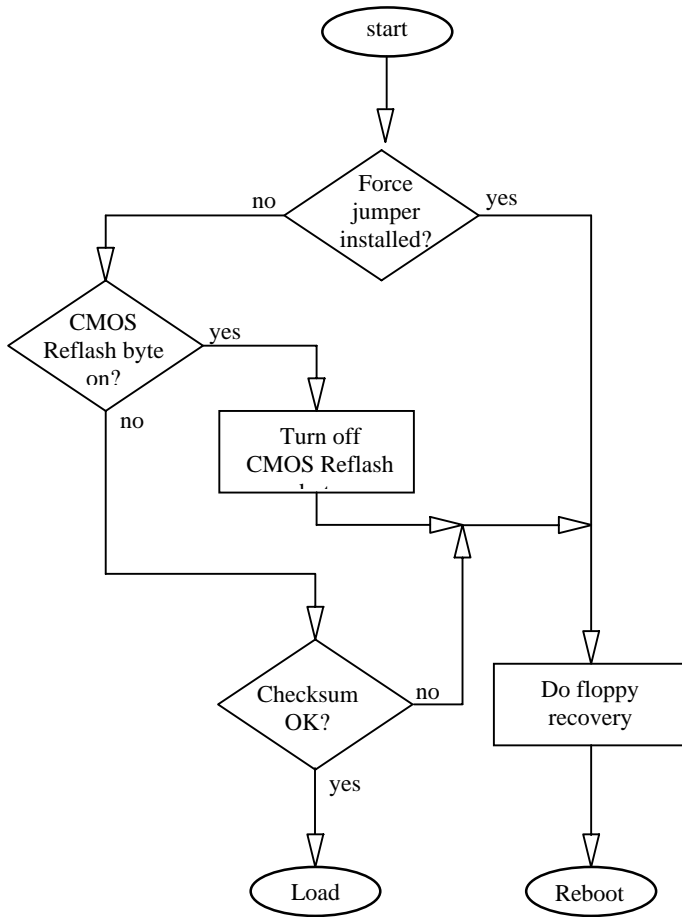 start
Force
jumper
installed?
no
yes
CMOS
Reflash byte
on?
yes
no
Turn off
CMOS Reflash
Checksum
OK?
no
yes
Do floppy
recovery
Load
Reboot